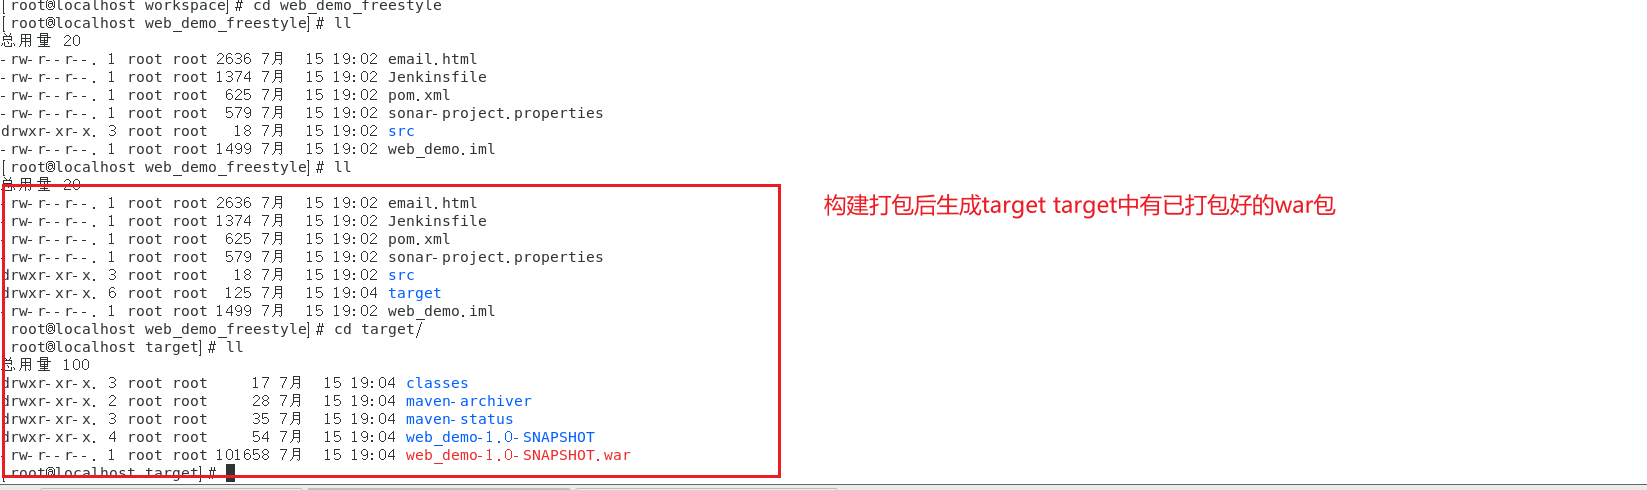 [root@localhost workspace]# cd web_demo_freestyle
[root@localhost web_demo_freestyle]# ll
总用量 20
-rw-r--r--. 1 root root 2636 7月  15 19:02 email.html
-rw-r--r--. 1 root root 1374 7月  15 19:02 Jenkinsfile
-rw-r--r--. 1 root root  625 7月  15 19:02 pom.xml
-rw-r--r--. 1 root root  579 7月  15 19:02 sonar-project.properties
drwxr-xr-x. 3 root root   18 7月  15 19:02 src
-rw-r--r--. 1 root root 1499 7月  15 19:02 web_demo.iml
[root@localhost web_demo_freestyle]# ll
总用量 20
-rw-r--r--. 1 root root 2636 7月  15 19:02 email.html
构建打包后生成target target中有已打包好的war包
-rw-r--r--. 1 root root 1374 7月  15 19:02 Jenkinsfile
-rw-r--r--. 1 root root  625 7月  15 19:02 pom.xml
-rw-r--r--. 1 root root  579 7月  15 19:02 sonar-project.properties
drwxr-xr-x. 3 root root   18 7月  15 19:02 src
drwxr-xr-x. 6 root root  125 7月  15 19:04 target
-rw-r--r--. 1 root root 1499 7月  15 19:02 web_demo.iml
root@localhost web_demo_freestyle]# cd target/
root@localhost target]# ll
总用量 100
drwxr-xr-x. 3 root root     17 7月  15 19:04 classes
drwxr-xr-x. 2 root root     28 7月  15 19:04 maven-archiver
drwxr-xr-x. 3 root root     35 7月  15 19:04 maven-status
drwxr-xr-x. 4 root root     54 7月  15 19:04 web_demo-1.0-SNAPSHOT
-rw-r--r--. 1 root root 101658 7月  15 19:04 web_demo-1.0-SNAPSHOT.war
root@localhost target]#